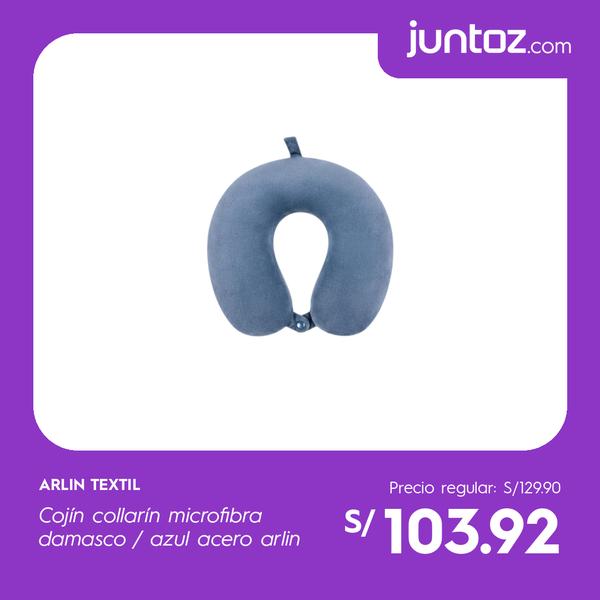 juntoz.com
ARLIN TEXTIL
Cojín collarín microfibra
damasco / azul acero arlin
Precio regular: S/129.90
S/ 103.92